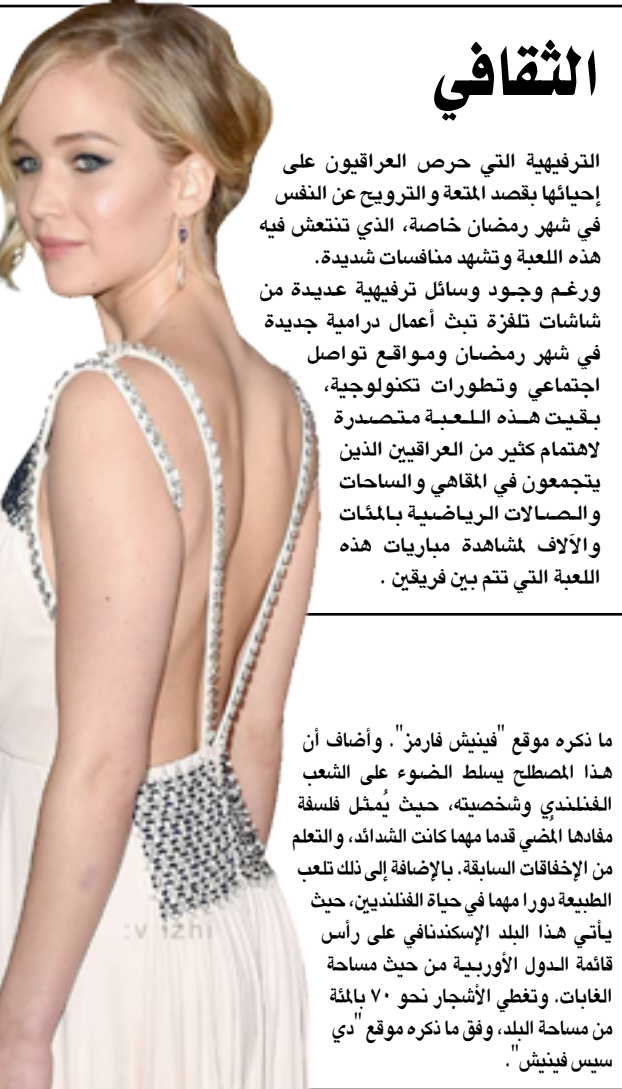 الثقافي
الترفيهية التي حرص العراقيون على
إحيائها بقصد المتعة والترويح عن النفس
في شهر رمضان خاصة، الذي تنتعش فيه
هذه اللعبة وتشهد منافسات شديدة.
ورغم وجود وسائل ترفيهية عديدة من
شاشات تلفزة تبث أعمال درامية جديدة
في شهر رمضان ومواقع تواصل
اجتماعي وتطورات تكنولوجية،
بقيت هذه اللعبة متصدرة
لاهتمام كثير من العراقيين الذين
يتجمعون في المقاهي والساحات
والصالات الرياضية بالمئات
والآلاف لمشاهدة مباريات هذه
اللعبة التي تتم بين فريقين .
ما ذكره موقع "فينيش فارمز". وأضاف أن
هذا المصطلح يسلط الضوء على الشعب
الفنلندي وشخصيته، حيث يُمثل فلسفة
مفادها المُضي قدما مهما كانت الشدائد، والتعلم
من الإخفاقات السابقة. بالإضافة إلى ذلك تلعب
الطبيعة دورا مهما في حياة الفنلنديين، حيث
يأتي هذا البلد الإسكندنافي على رأس
قائمة الدول الأوربية من حيث مساحة
الغابات. وتغطي الأشجار نحو ٧٠ بالمئة
من مساحة البلد، وفق ما ذكره موقع "دي
سيس فينيش".